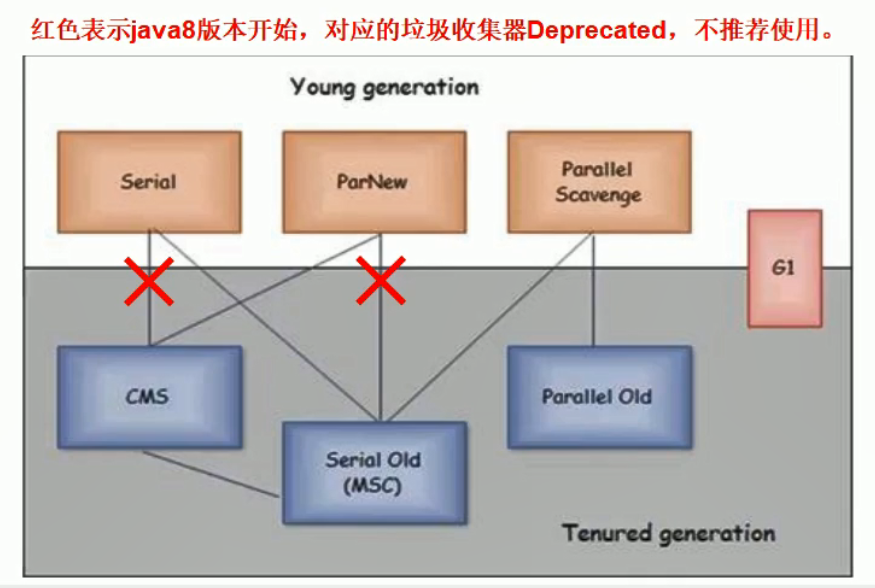 红色表示java8版本开始，对应的垃圾收集器Deprecated，不推荐使用。
Young generation
Serial
ParNew
Parallel
Scavenge
G1
CMS
Parallel Old
Serial Old
(MSC)
Tenured generation